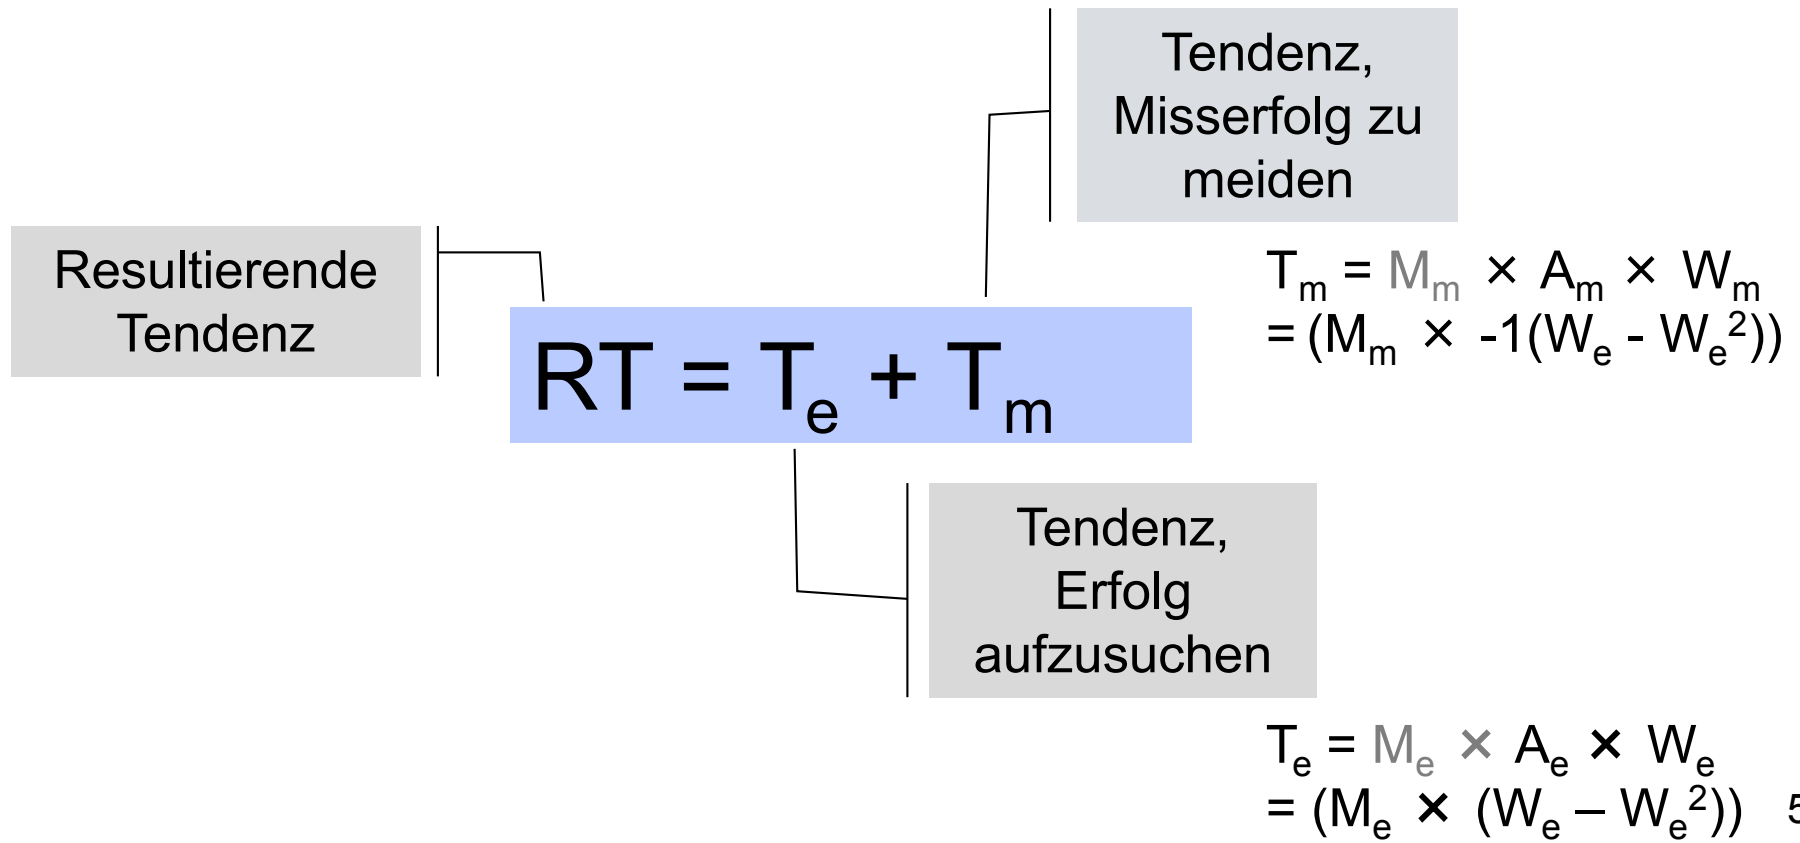 Tendenz,
Misserfolg zu
meiden
Resultierende
Tendenz
Tₘ = Mₘ × Aₘ × Wₘ
= (Mₘ × -1(Wₑ - Wₑ²))
RT = Tₑ + Tₘ
Tendenz,
Erfolg
aufzusuchen
Tₑ = Mₑ × Aₑ × Wₑ
= (Mₑ × (Wₑ – Wₑ²)) 5